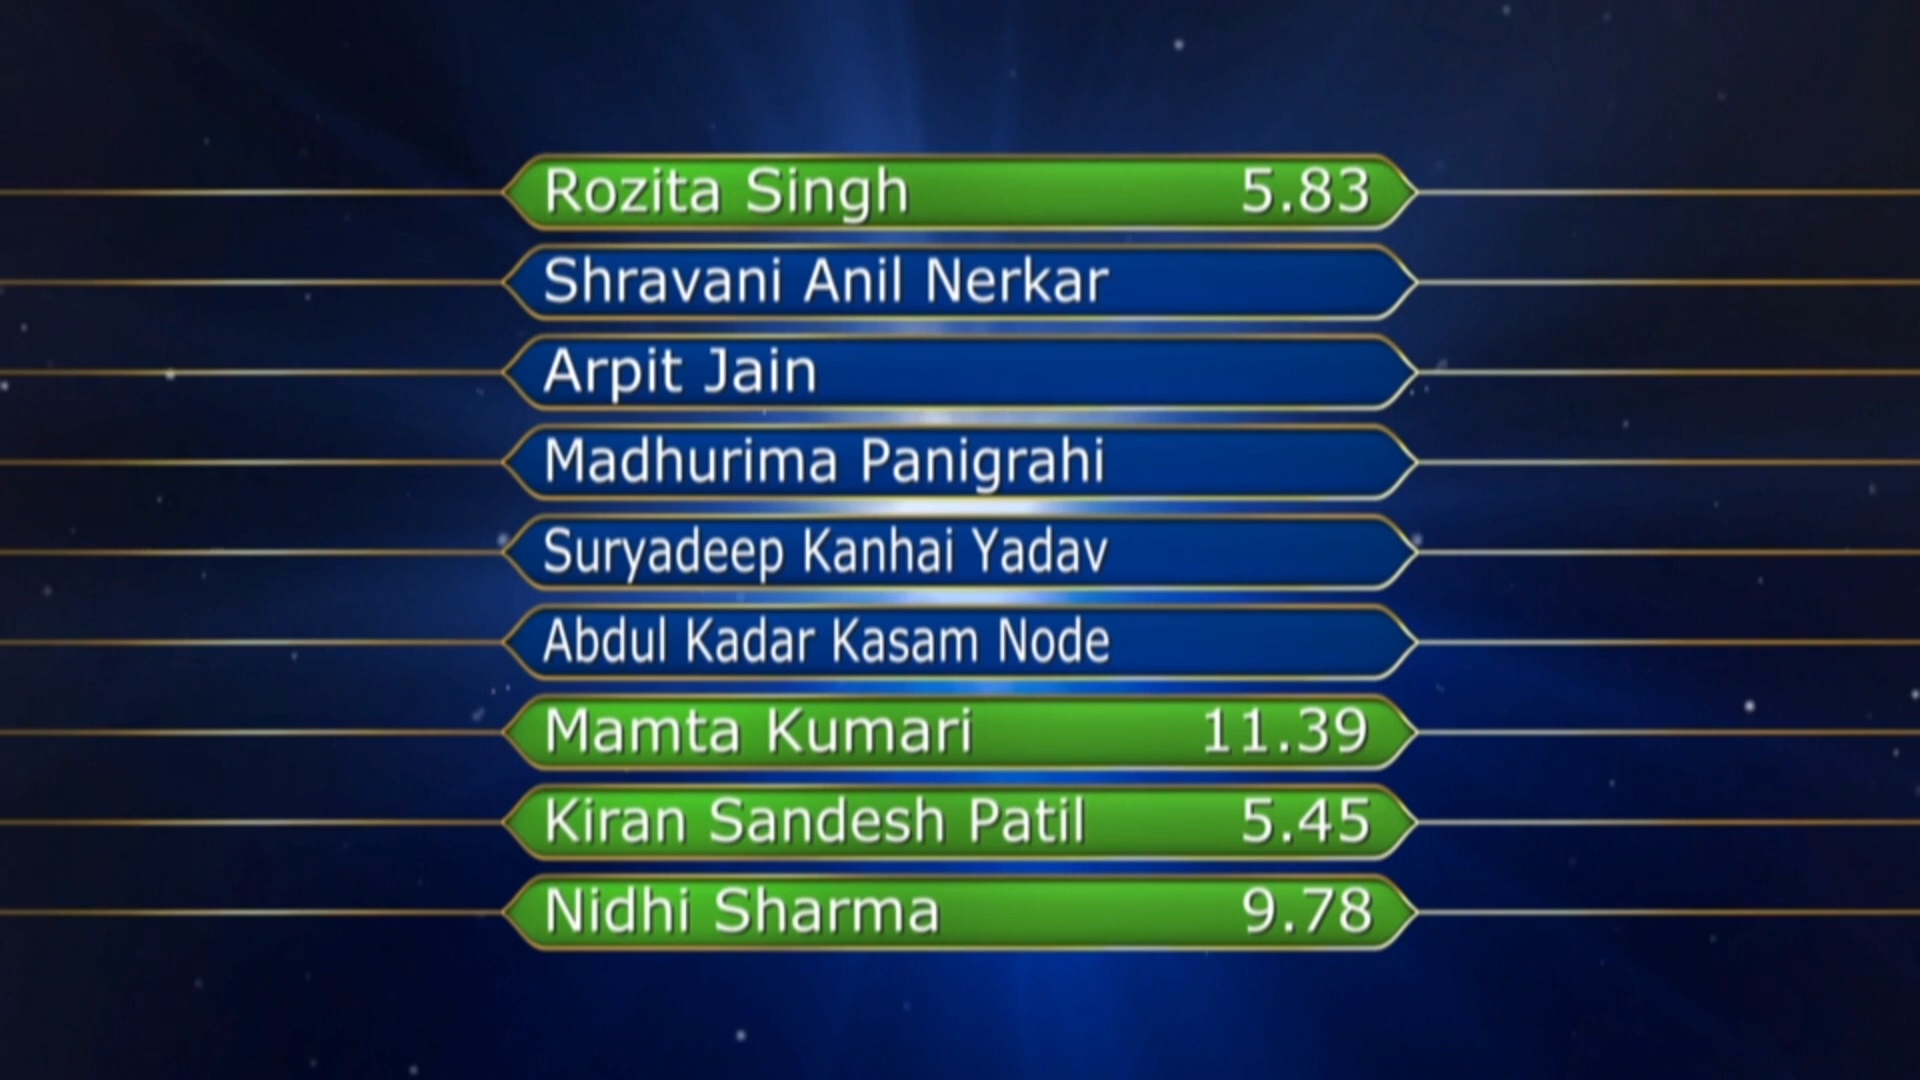 Rozita Singh 5.83
Shravani Anil Nerkar
Arpit Jain
Madhurima Panigrahi
Suryadeep Kanhai Yadav
Abdul Kadar Kasam Node
Mamta Kumari 11.39
Kiran Sandesh Patil 5.45
Nidhi Sharma 9.78